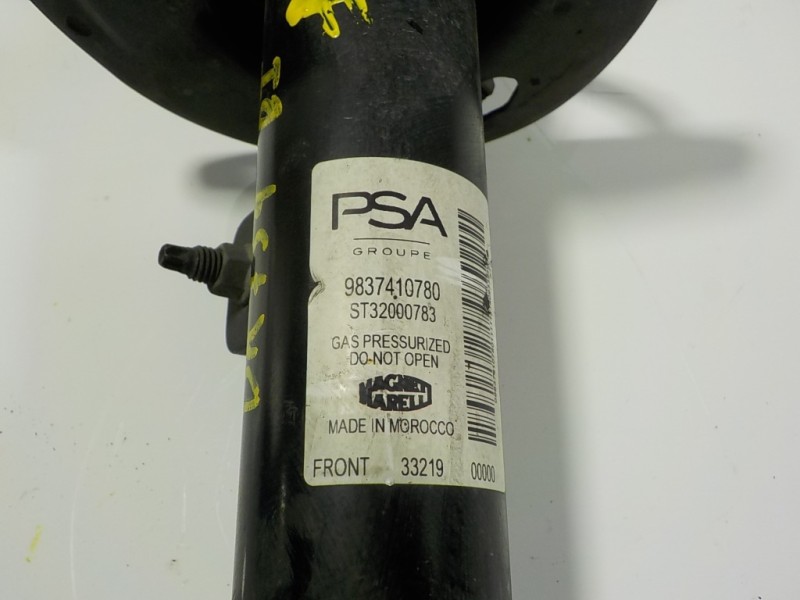 PSA
GROUPE
9837410780
ST32000783
GAS PRESSURIZED
DO NOT OPEN
MAGNETI
MARELLI
MADE IN MOROCCO
FRONT 33219 00000